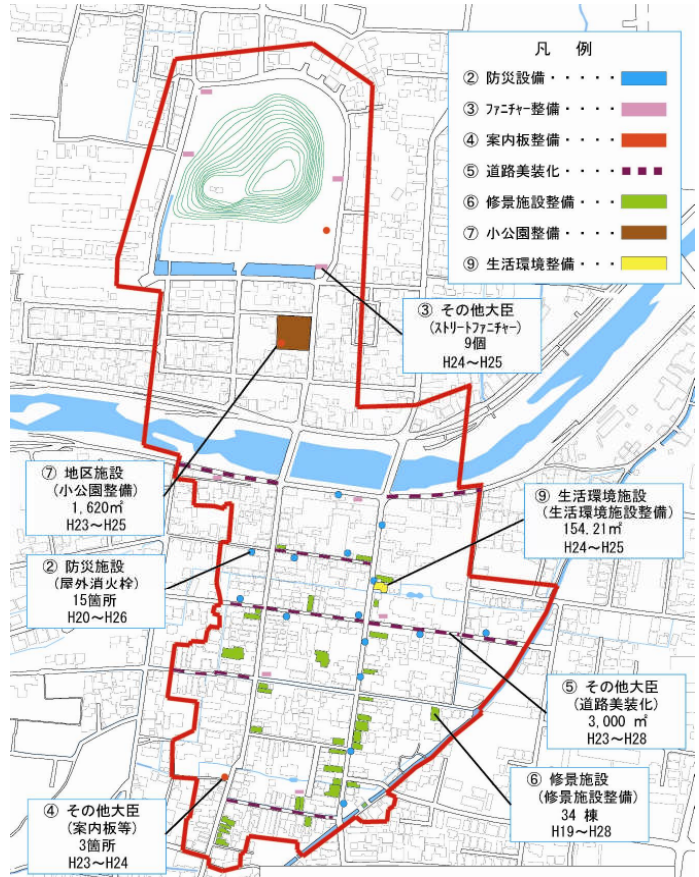 凡 例
② 防災設備・・・・・
③ ﾌｧﾆﾁｬｰ整備・・・・
④ 案内板整備・・・・
⑤ 道路美装化・・・・
⑥ 修景施設整備・・・
⑦ 小公園整備・・・・
⑨ 生活環境整備・・・
③ その他大臣
(ｽﾄﾘｰﾄﾌｧﾆﾁｬｰ)
9個
H24～H25
⑦ 地区施設
(小公園整備)
1,620㎡
H23～H25
⑨ 生活環境施設
(生活環境施設整備)
154.21㎡
H24～H25
② 防災施設
(屋外消火栓)
15箇所
H20～H26
⑤ その他大臣
(道路美装化)
3,000 ㎡
H23～H28
⑥ 修景施設
(修景施設整備)
34 棟
H19～H28
④ その他大臣
(案内板等)
3箇所
H23～H24